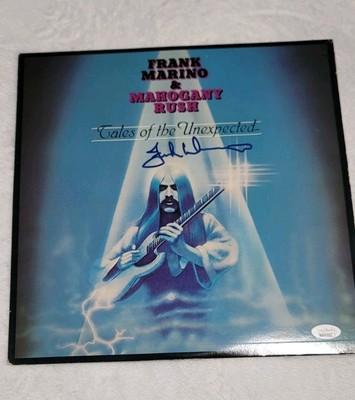 FRANK
MARINO
&
MAHOGANY
RUSH
Tales of the Unexpected